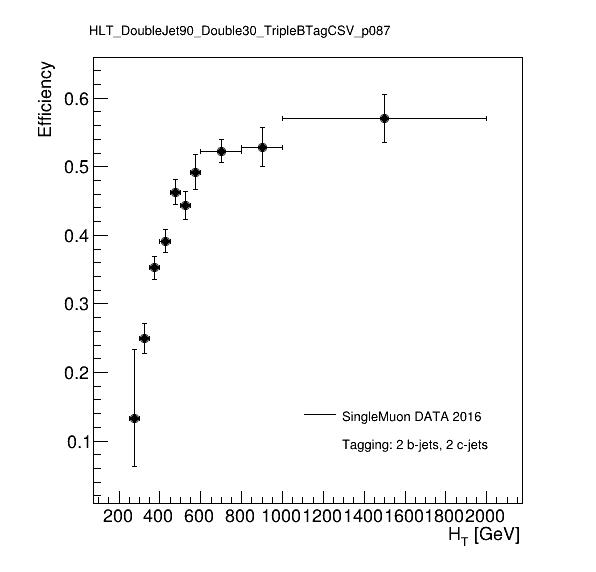 HLT_DoubleJet90_Double30_TripleBTagCSV_p087
Efficiency
0.6
0.5
0.4
0.3
0.2
0.1
SingleMuon DATA 2016
Tagging: 2 b-jets, 2 c-jets
200 400 600 800 1000 1200 1400 1600 1800 2000
H_T [GeV]